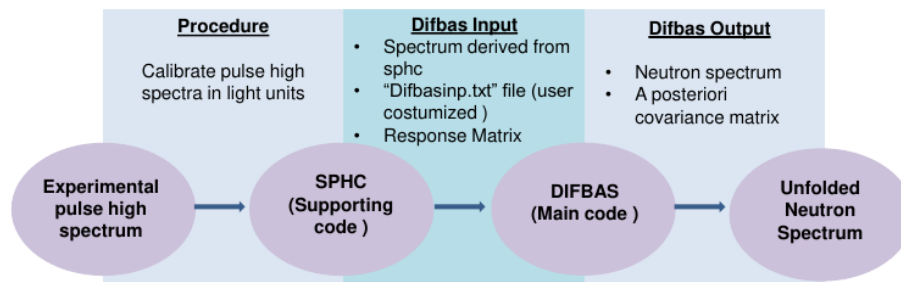 Procedure
Calibrate pulse high
spectra in light units
Difbas Input
• Spectrum derived from
sphc
• “Difbasinp.txt” file (user
costumized )
• Response Matrix
Difbas Output
• Neutron spectrum
• A posteriori
covariance matrix
Experimental
pulse high
spectrum
SPHC
(Supporting
code )
DIFBAS
(Main code )
Unfolded
Neutron
Spectrum